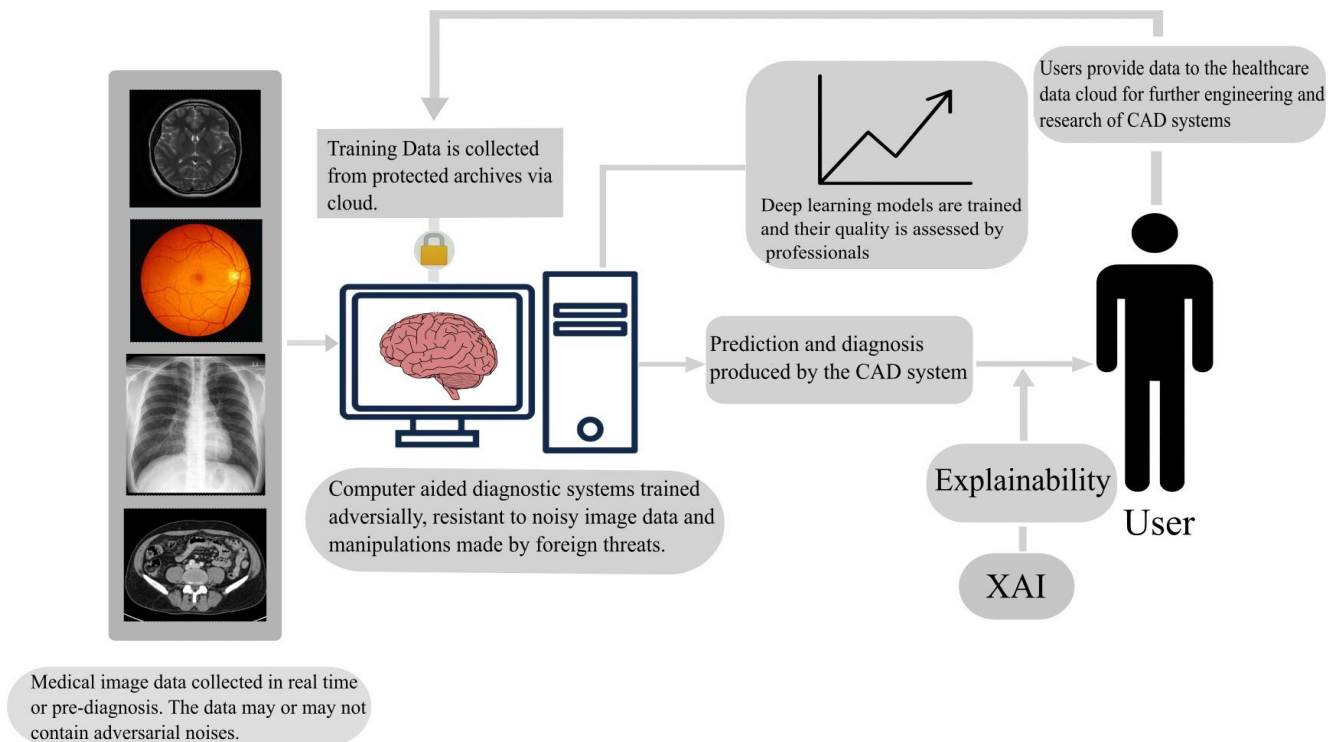 Users provide data to the healthcare
data cloud for further engineering and
research of CAD systems
Training Data is collected
from protected archives via
cloud.
Deep learning models are trained
and their quality is assessed by
professionals
Prediction and diagnosis
produced by the CAD system
Computer aided diagnostic systems trained
adversially, resistant to noisy image data and
manipulations made by foreign threats.
Explainability
User
XAI
Medical image data collected in real time
or pre-diagnosis. The data may or may not
contain adversarial noises.